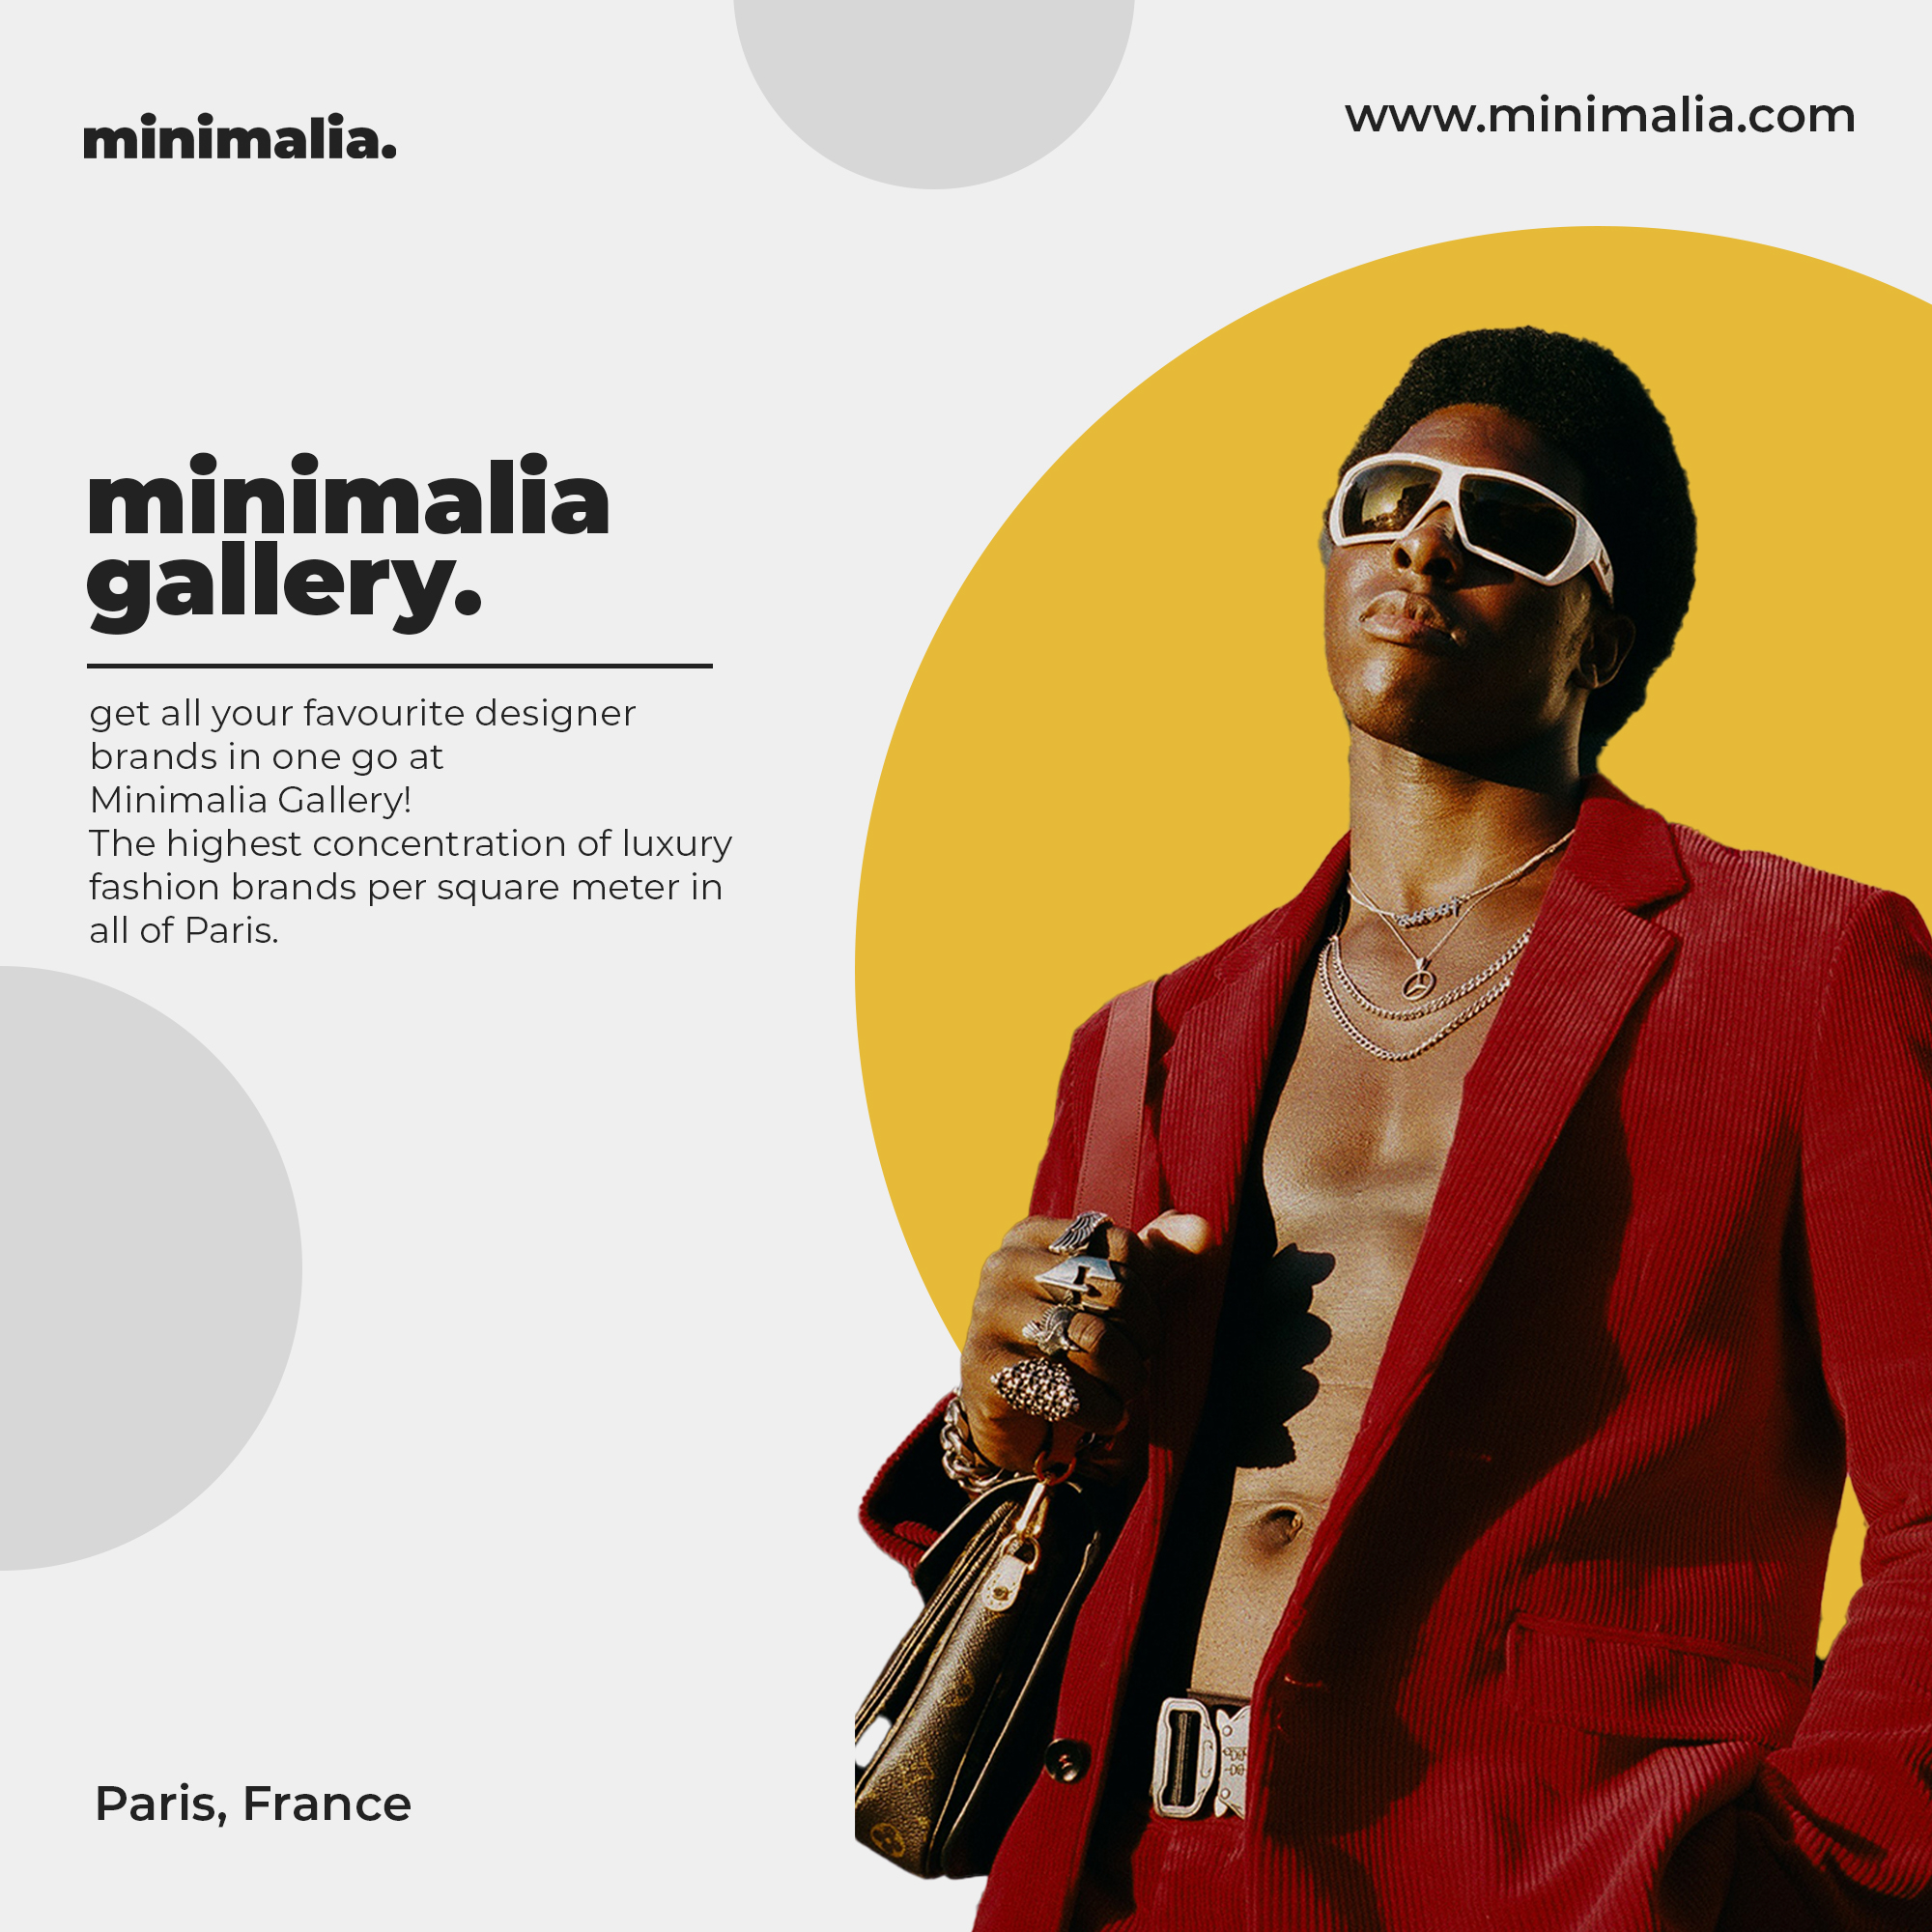 minimalia.
www.minimalia.com
minimalia
gallery.
get all your favourite designer
brands in one go at
Minimalia Gallery!
The highest concentration of luxury
fashion brands per square meter in
all of Paris.
Paris, France